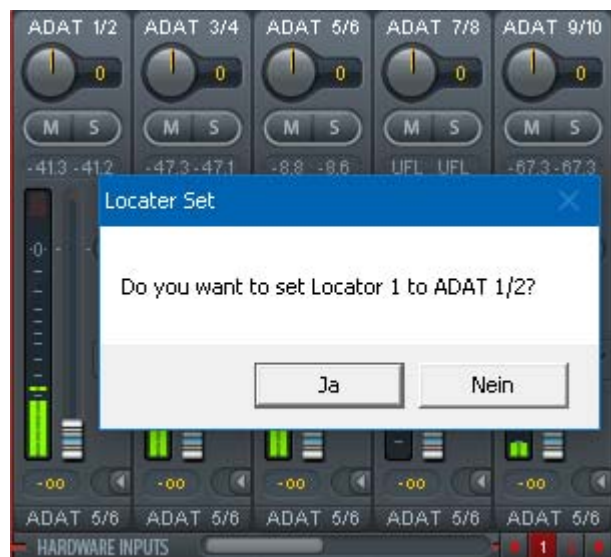 ADAT 1/2 ADAT 3/4 ADAT 5/6 ADAT 7/8 ADAT 9/10
0 0 0 0 0
M S M S M S M S M S
-41.3 -41.2 -47.3 -47.1 -8.8 -8.6 UFL UFL -67.3 -67.3
Locater Set
-0-
Do you want to set Locator 1 to ADAT 1/2?
Ja Nein
-oo -oo -oo -oo -oo
ADAT 5/6 ADAT 5/6 ADAT 5/6 ADAT 5/6 ADAT 5/6
HARDWARE INPUTS 1